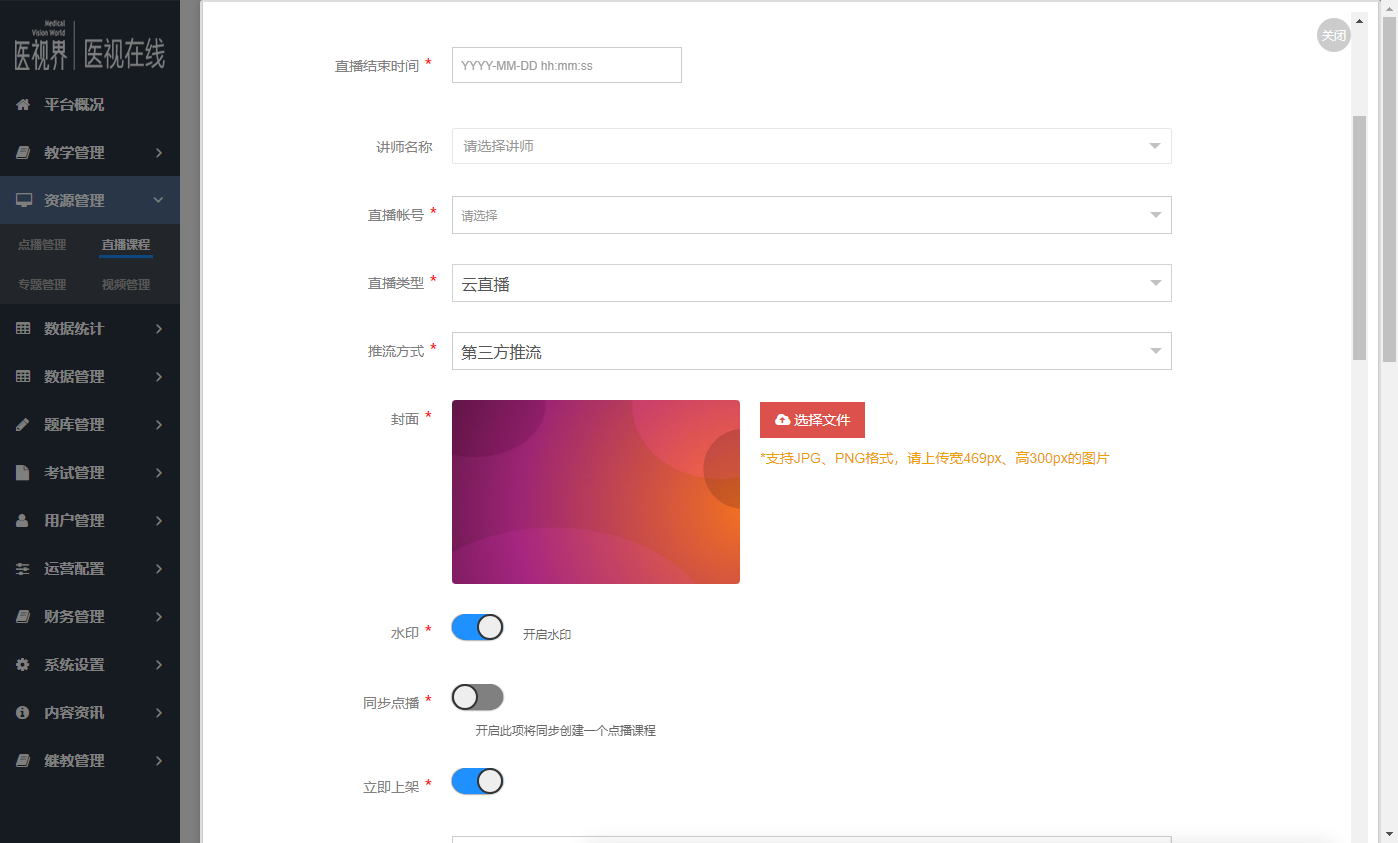 Medical
Vision World
医视界 医视在线
平台概况
教学管理
资源管理
点播管理 直播课程
专题管理 视频管理
数据统计
数据管理
题库管理
考试管理
用户管理
运营配置
财务管理
系统设置
内容资讯
继教管理
关闭
直播结束时间 * YYYY-MM-DD hh:mm:ss
讲师名称 请选择讲师
直播帐号 * 请选择
直播类型 * 云直播
推流方式 * 第三方推流
封面 * 选择文件
*支持JPG、PNG格式，请上传宽469px、高300px的图片
水印 * 开启水印
同步点播 *
开启此项将同步创建一个点播课程
立即上架 *